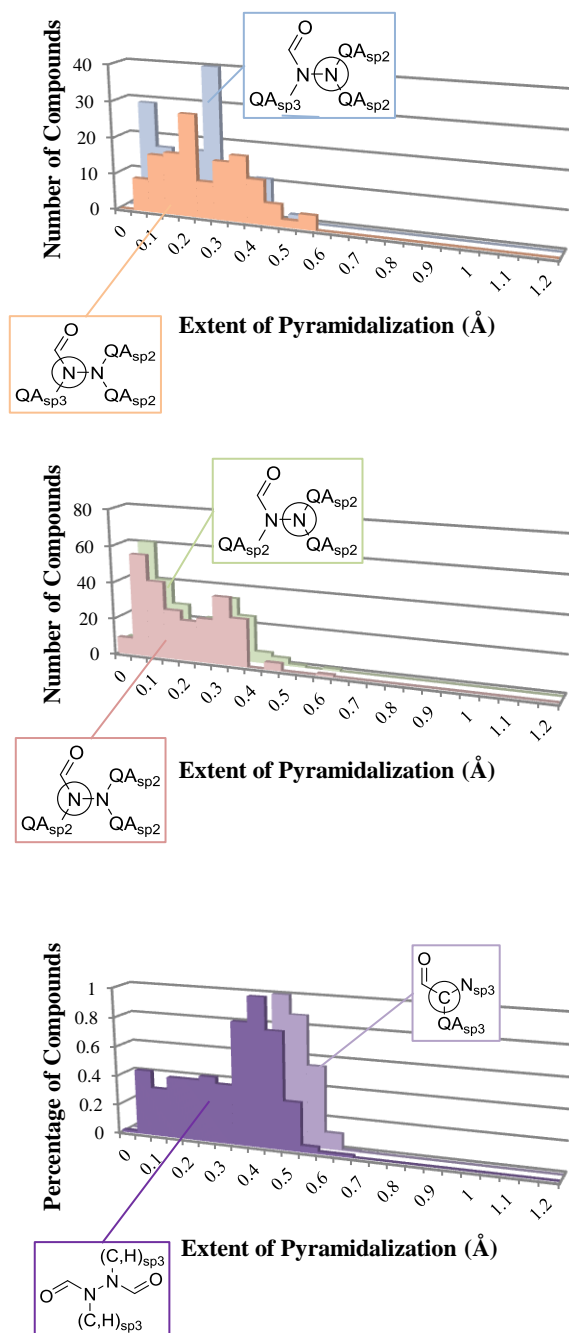 O
N
N
QAsp2
QAsp3
QAsp2
Number of Compounds
40
30
20
10
0
0 0.1 0.2 0.3 0.4 0.5 0.6 0.7 0.8 0.9 1 1.1 1.2
Extent of Pyramidalization (Å)
O
N
N
QAsp2
QAsp3
QAsp2
O
N
N
QAsp2
QAsp2
QAsp2
Number of Compounds
80
60
40
20
0
0 0.1 0.2 0.3 0.4 0.5 0.6 0.7 0.8 0.9 1 1.1 1.2
Extent of Pyramidalization (Å)
O
N
N
QAsp2
QAsp2
QAsp2
O
C
Nsp3
QAsp3
Percentage of Compounds
1
0.8
0.6
0.4
0.2
0
0 0.1 0.2 0.3 0.4 0.5 0.6 0.7 0.8 0.9 1 1.1 1.2
Extent of Pyramidalization (Å)
(C,H)sp3
O
N
N
O
(C,H)sp3